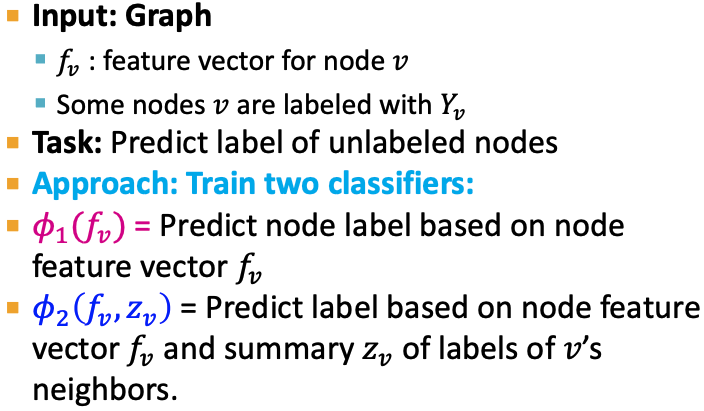 Input: Graph
f_v : feature vector for node v
Some nodes v are labeled with Y_v
Task: Predict label of unlabeled nodes
Approach: Train two classifiers:
ϕ_1(f_v) = Predict node label based on node
feature vector f_v
ϕ_2(f_v, z_v) = Predict label based on node feature
vector f_v and summary z_v of labels of v's
neighbors.